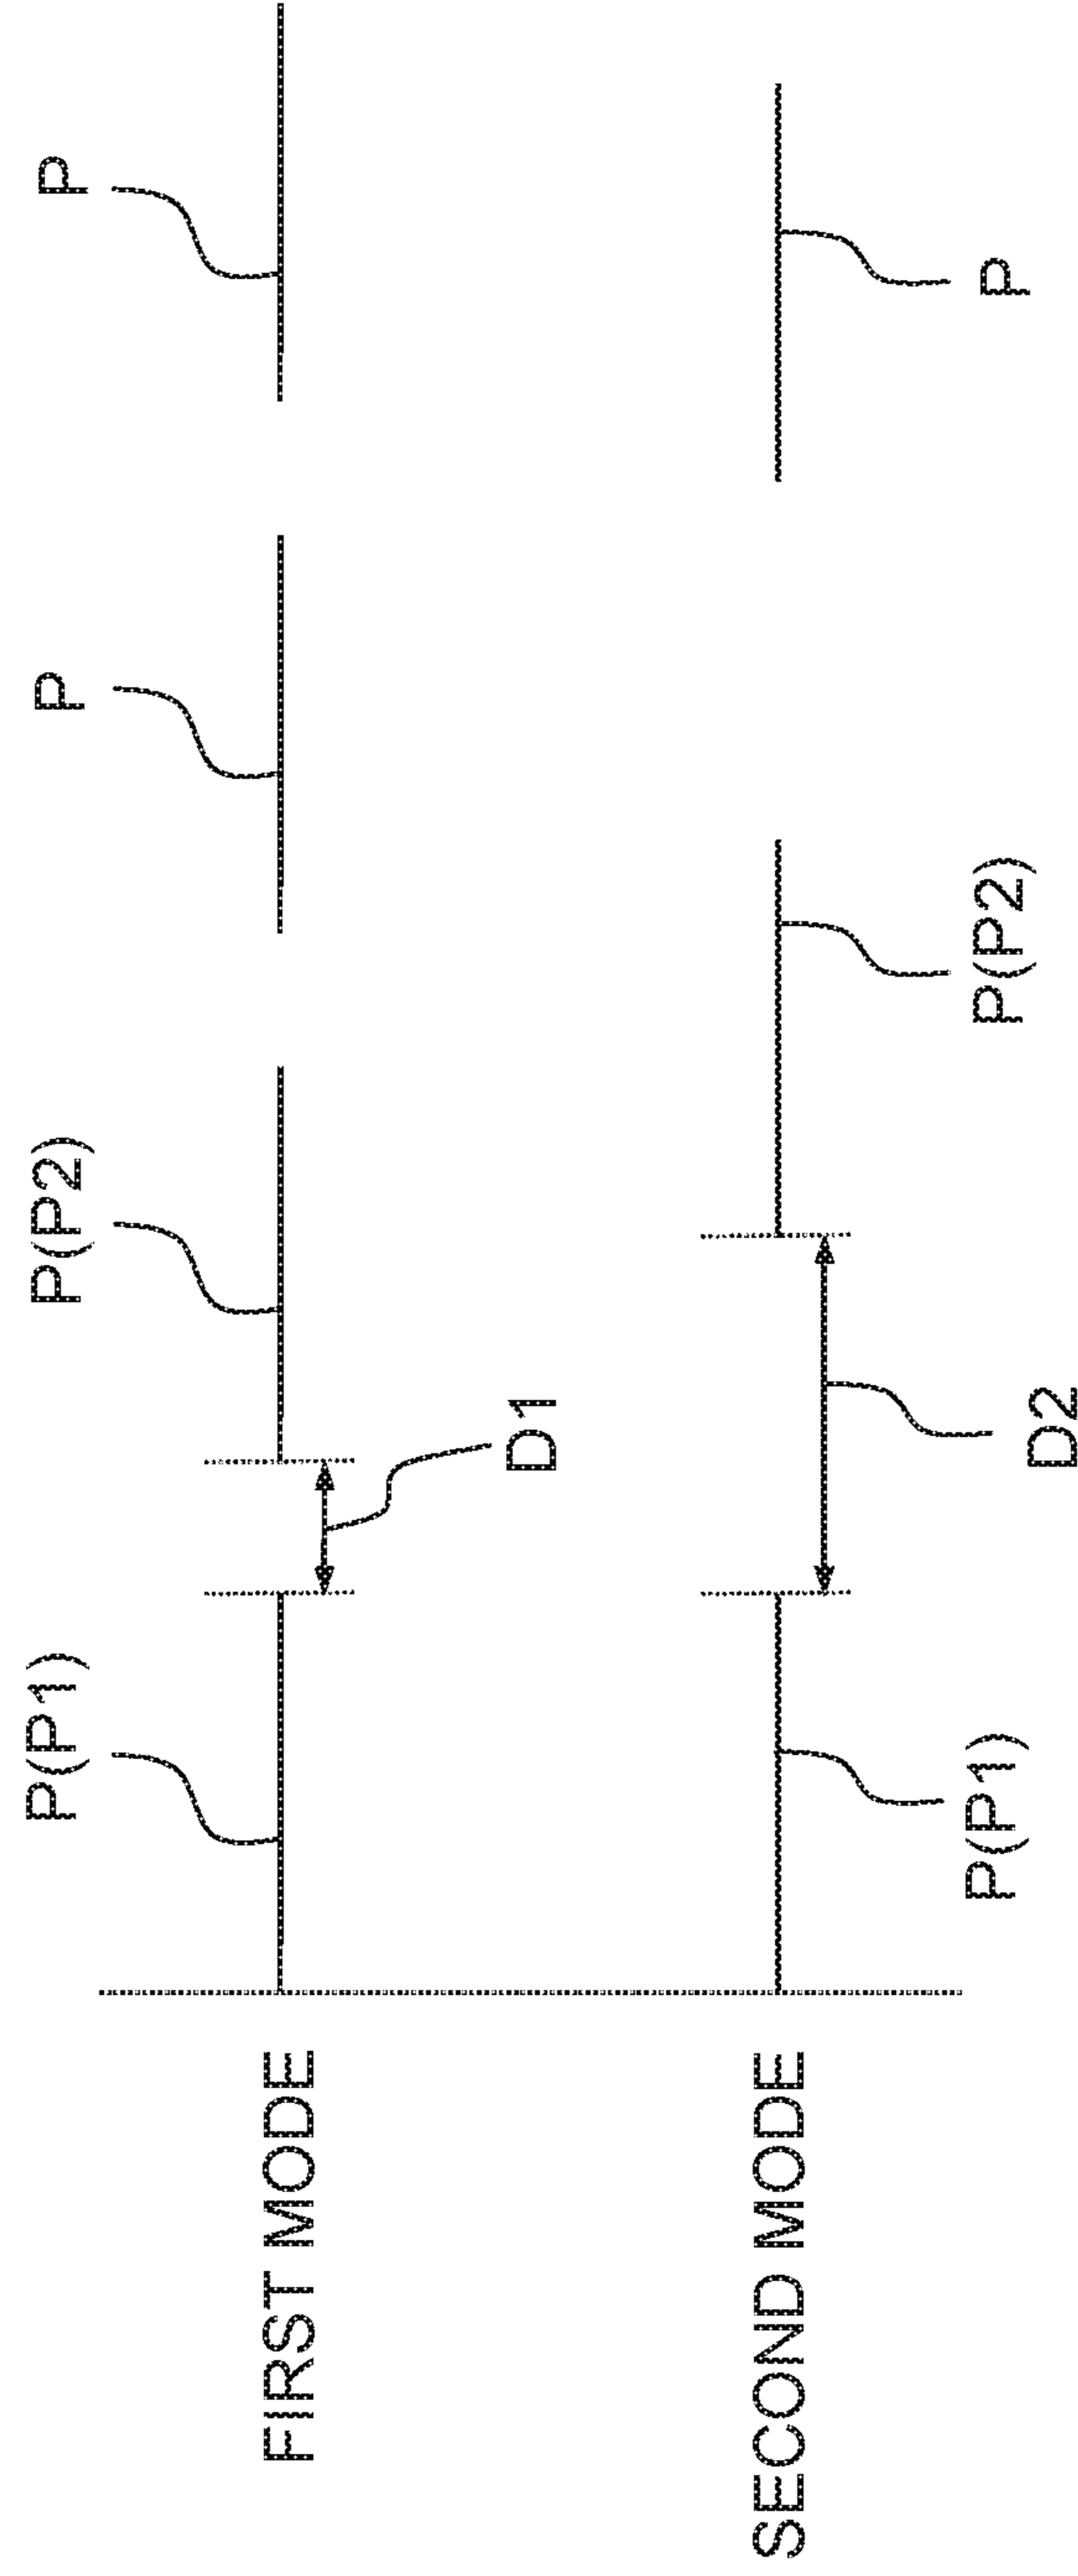 P(P1)
P(P2)
P
P
FIRST MODE
D1
SECOND MODE
D2
P(P1)
P(P2)
P